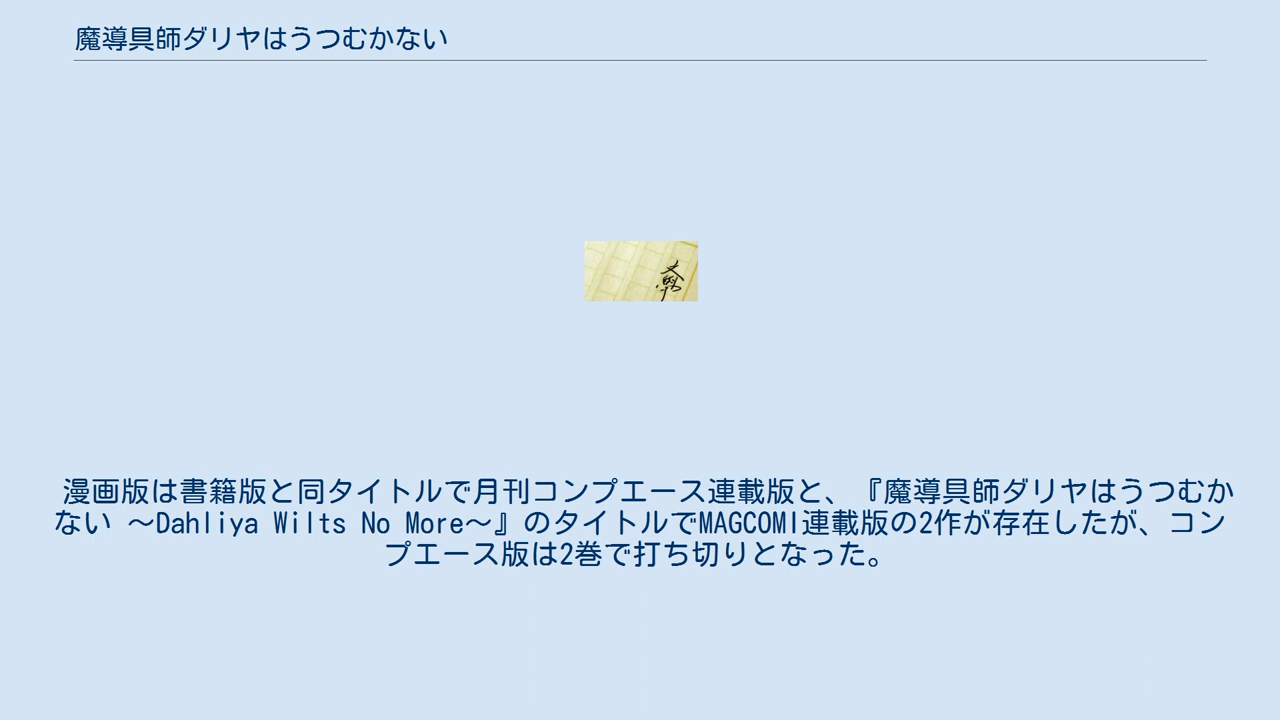 魔導具師ダリヤはうつむかない
漫画版は書籍版と同タイトルで月刊コンプエース連載版と、『魔導具師ダリヤはうつむか
ない ～Dahliya Wilts No More～』のタイトルでMAGCOMI連載版の2作が存在したが、コン
プエース版は2巻で打ち切りとなった。